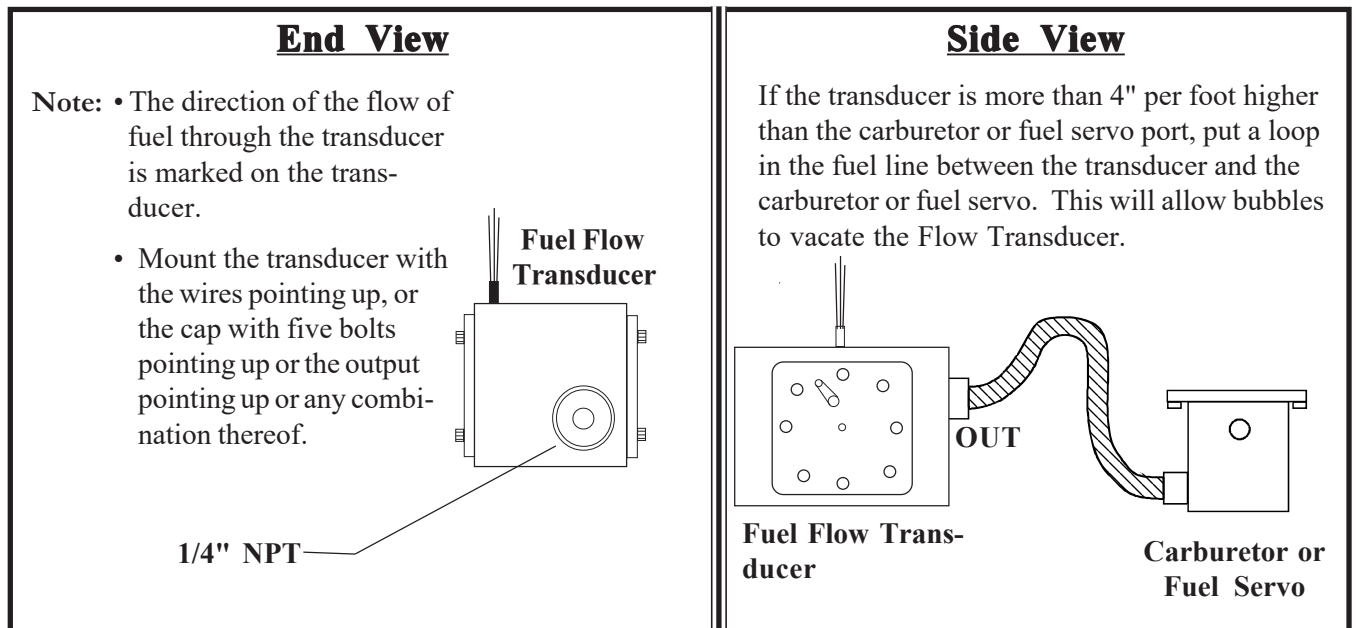 End View
Note: • The direction of the flow of
fuel through the transducer
is marked on the trans-
ducer.
• Mount the transducer with
the wires pointing up, or
the cap with five bolts
pointing up or the output
pointing up or any combi-
nation thereof.
Fuel Flow
Transducer
1/4" NPT
Side View
If the transducer is more than 4" per foot higher
than the carburetor or fuel servo port, put a loop
in the fuel line between the transducer and the
carburetor or fuel servo. This will allow bubbles
to vacate the Flow Transducer.
OUT
Fuel Flow Trans-
ducer
Carburetor or
Fuel Servo